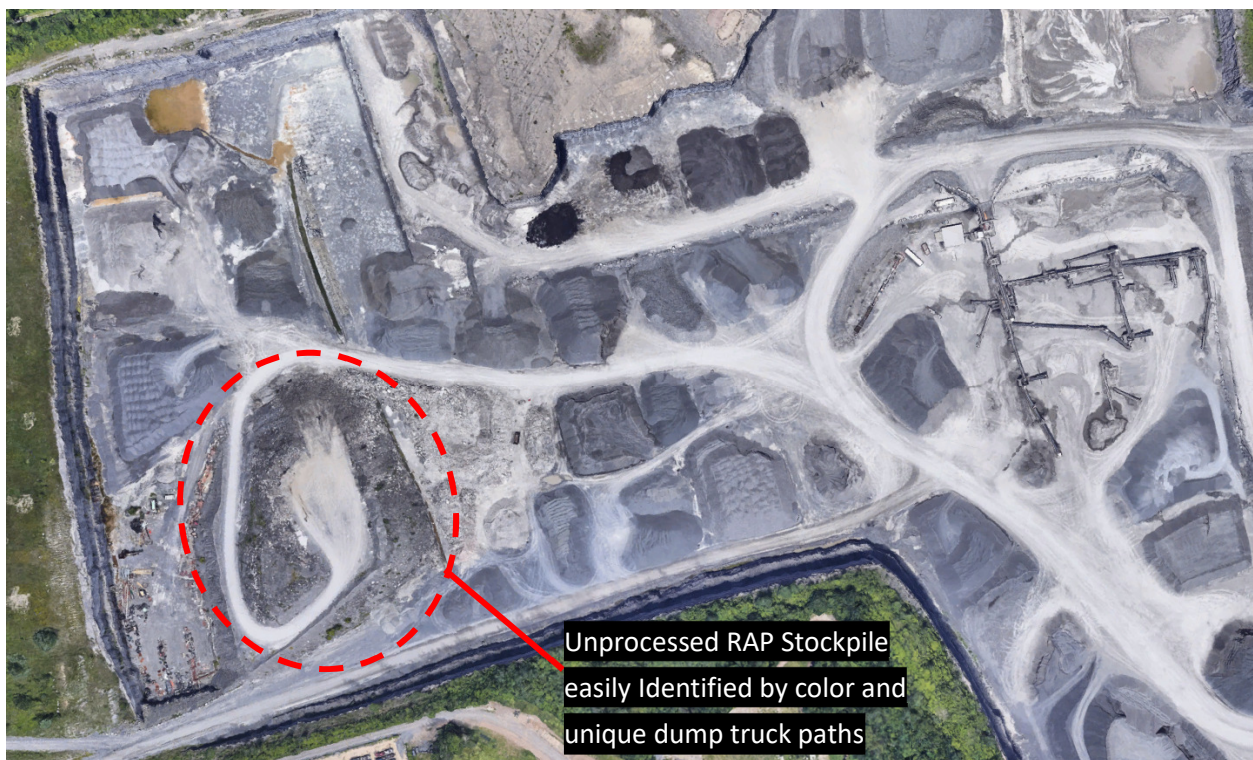 Unprocessed RAP Stockpile
easily Identified by color and
unique dump truck paths